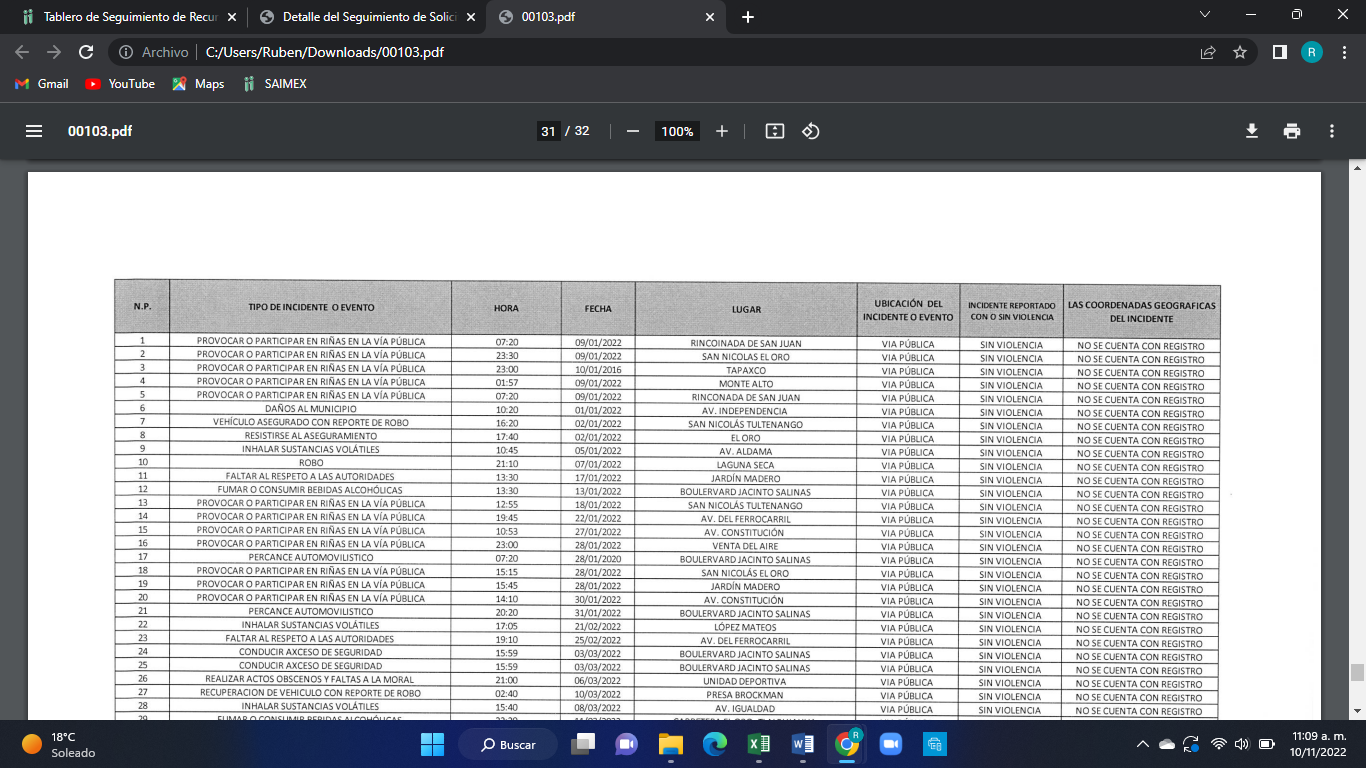 Tablero de Seguimiento de Recur
Detalle del Seguimiento de Solici
00103.pdf
Archivo C:/Users/Ruben/Downloads/00103.pdf
R
Gmail YouTube Maps SAIMEX
00103.pdf
31 / 32
100%
N.P. TIPO DE INCIDENTE O EVENTO HORA FECHA LUGAR UBICACIÓN DEL INCIDENTE O EVENTO INCIDENTE REPORTADO CON O SIN VIOLENCIA LAS COORDENADAS GEOGRAFICAS DEL INCIDENTE
1 PROVOCAR O PARTICIPAR EN RIÑAS EN LA VÍA PÚBLICA 07:20 09/01/2022 RINCOINADA DE SAN JUAN VIA PÚBLICA SIN VIOLENCIA NO SE CUENTA CON REGISTRO
2 PROVOCAR O PARTICIPAR EN RIÑAS EN LA VÍA PÚBLICA 23:30 09/01/2022 SAN NICOLAS EL ORO VIA PÚBLICA SIN VIOLENCIA NO SE CUENTA CON REGISTRO
3 PROVOCAR O PARTICIPAR EN RIÑAS EN LA VÍA PÚBLICA 23:00 10/01/2016 TAPAXCO VIA PÚBLICA SIN VIOLENCIA NO SE CUENTA CON REGISTRO
4 PROVOCAR O PARTICIPAR EN RIÑAS EN LA VÍA PÚBLICA 01:57 09/01/2022 MONTE ALTO VIA PÚBLICA SIN VIOLENCIA NO SE CUENTA CON REGISTRO
5 PROVOCAR O PARTICIPAR EN RIÑAS EN LA VÍA PÚBLICA 07:20 09/01/2022 RINCONADA DE SAN JUAN VIA PÚBLICA SIN VIOLENCIA NO SE CUENTA CON REGISTRO
6 DAÑOS AL MUNICIPIO 10:20 01/01/2022 AV. INDEPENDENCIA VIA PÚBLICA SIN VIOLENCIA NO SE CUENTA CON REGISTRO
7 VEHÍCULO ASEGURADO CON REPORTE DE ROBO 16:20 02/01/2022 SAN NICOLÁS TULTENANGO VIA PÚBLICA SIN VIOLENCIA NO SE CUENTA CON REGISTRO
8 RESISTIRSE AL ASEGURAMIENTO 17:40 02/01/2022 EL ORO VIA PÚBLICA SIN VIOLENCIA NO SE CUENTA CON REGISTRO
9 INHALAR SUSTANCIAS VOLÁTILES 10:45 05/01/2022 AV. ALDAMA VIA PÚBLICA SIN VIOLENCIA NO SE CUENTA CON REGISTRO
10 ROBO 21:10 07/01/2022 LAGUNA SECA VIA PÚBLICA SIN VIOLENCIA NO SE CUENTA CON REGISTRO
11 FALTAR AL RESPETO A LAS AUTORIDADES 13:30 17/01/2022 JARDÍN MADERO VIA PÚBLICA SIN VIOLENCIA NO SE CUENTA CON REGISTRO
12 FUMAR O CONSUMIR BEBIDAS ALCOHÓLICAS 13:30 13/01/2022 BOULERVARD JACINTO SALINAS VIA PÚBLICA SIN VIOLENCIA NO SE CUENTA CON REGISTRO
13 PROVOCAR O PARTICIPAR EN RIÑAS EN LA VÍA PÚBLICA 12:55 18/01/2022 SAN NICOLÁS TULTENANGO VIA PÚBLICA SIN VIOLENCIA NO SE CUENTA CON REGISTRO
14 PROVOCAR O PARTICIPAR EN RIÑAS EN LA VÍA PÚBLICA 19:45 22/01/2022 AV. DEL FERROCARRIL VIA PÚBLICA SIN VIOLENCIA NO SE CUENTA CON REGISTRO
15 PROVOCAR O PARTICIPAR EN RIÑAS EN LA VÍA PÚBLICA 10:53 27/01/2022 AV. CONSTITUCIÓN VIA PÚBLICA SIN VIOLENCIA NO SE CUENTA CON REGISTRO
16 PROVOCAR O PARTICIPAR EN RIÑAS EN LA VÍA PÚBLICA 23:00 28/01/2022 VENTA DEL AIRE VIA PÚBLICA SIN VIOLENCIA NO SE CUENTA CON REGISTRO
17 PERCANCE AUTOMOVILISTICO 07:20 28/01/2020 BOULERVARD JACINTO SALINAS VIA PÚBLICA SIN VIOLENCIA NO SE CUENTA CON REGISTRO
18 PROVOCAR O PARTICIPAR EN RIÑAS EN LA VÍA PÚBLICA 15:15 28/01/2022 SAN NICOLÁS EL ORO VIA PÚBLICA SIN VIOLENCIA NO SE CUENTA CON REGISTRO
19 PROVOCAR O PARTICIPAR EN RIÑAS EN LA VÍA PÚBLICA 15:45 28/01/2022 JARDÍN MADERO VIA PÚBLICA SIN VIOLENCIA NO SE CUENTA CON REGISTRO
20 PROVOCAR O PARTICIPAR EN RIÑAS EN LA VÍA PÚBLICA 14:10 30/01/2022 AV. CONSTITUCIÓN VIA PÚBLICA SIN VIOLENCIA NO SE CUENTA CON REGISTRO
21 PERCANCE AUTOMOVILISTICO 20:20 31/01/2022 BOULERVARD JACINTO SALINAS VIA PÚBLICA SIN VIOLENCIA NO SE CUENTA CON REGISTRO
22 INHALAR SUSTANCIAS VOLÁTILES 17:05 21/02/2022 LÓPEZ MATEOS VIA PÚBLICA SIN VIOLENCIA NO SE CUENTA CON REGISTRO
23 FALTAR AL RESPETO A LAS AUTORIDADES 19:10 25/02/2022 AV. DEL FERROCARRIL VIA PÚBLICA SIN VIOLENCIA NO SE CUENTA CON REGISTRO
24 CONDUCIR AXCESO DE SEGURIDAD 15:59 03/03/2022 BOULERVARD JACINTO SALINAS VIA PÚBLICA SIN VIOLENCIA NO SE CUENTA CON REGISTRO
25 CONDUCIR AXCESO DE SEGURIDAD 15:59 03/03/2022 BOULERVARD JACINTO SALINAS VIA PÚBLICA SIN VIOLENCIA NO SE CUENTA CON REGISTRO
26 REALIZAR ACTOS OBSCENOS Y FALTAS A LA MORAL 21:00 06/03/2022 UNIDAD DEPORTIVA VIA PÚBLICA SIN VIOLENCIA NO SE CUENTA CON REGISTRO
27 RECUPERACION DE VEHICULO CON REPORTE DE ROBO 02:40 10/03/2022 PRESA BROCKMAN VIA PÚBLICA SIN VIOLENCIA NO SE CUENTA CON REGISTRO
28 INHALAR SUSTANCIAS VOLÁTILES 15:40 08/03/2022 AV. IGUALDAD VIA PÚBLICA SIN VIOLENCIA NO SE CUENTA CON REGISTRO
29 FUMAR O CONSUMIR BEBIDAS ALCOHÓLICAS
18°C
Soleado
Buscar
R
11:09 a. m.
10/11/2022